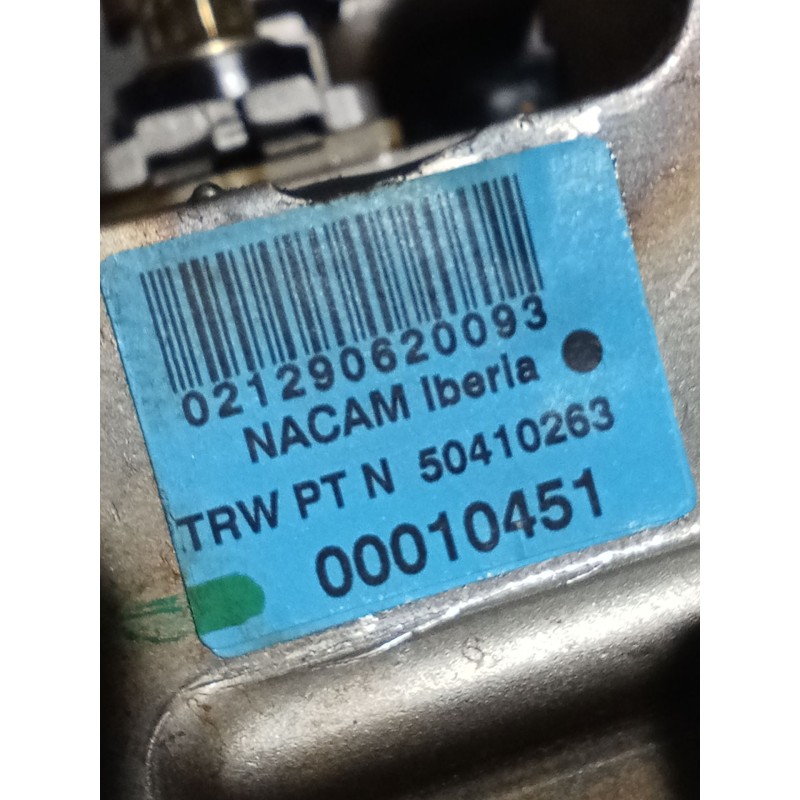 021290620093
NACAM Iberia
TRW PT N 50410263
00010451